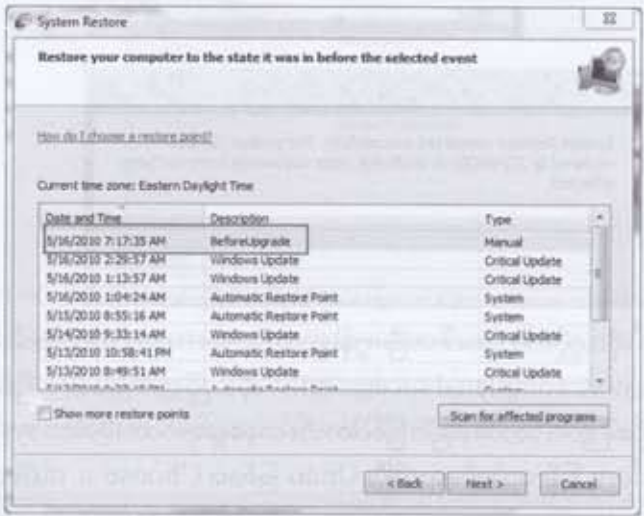 System Restore
Restore your computer to the state it was in before the selected event
How do I choose a restore point?
Current time zone: Eastern Daylight Time
Date and Time Description Type
5/16/2010 7:17:35 AM BeforeUpgrade Manual
5/16/2010 2:29:57 AM Windows Update Critical Update
5/16/2010 1:13:57 AM Windows Update Critical Update
5/16/2010 1:04:24 AM Automatic Restore Point System
5/15/2010 8:55:16 AM Automatic Restore Point System
5/14/2010 9:33:14 AM Windows Update Critical Update
5/13/2010 10:58:41 PM Automatic Restore Point System
5/13/2010 8:49:51 AM Windows Update Critical Update
Show more restore points
Scan for affected programs
< Back Next > Cancel